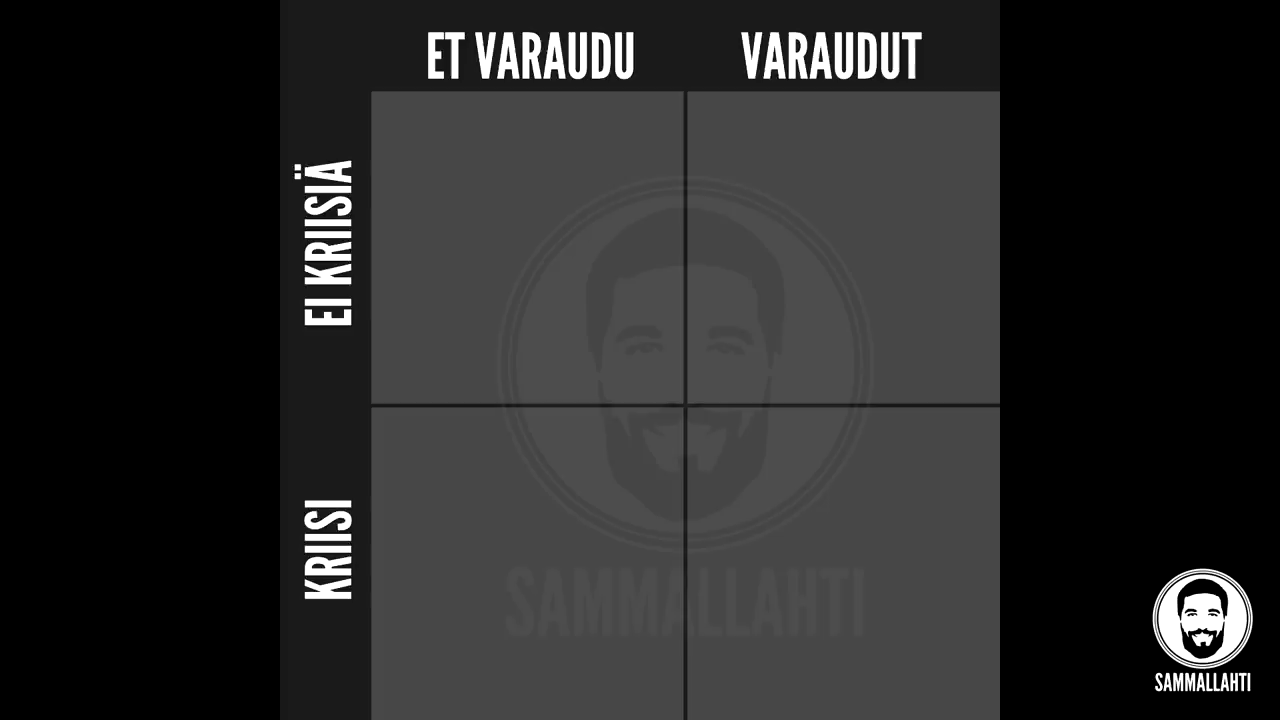 ET VARAUDU
VARAUDUT
EI KRIISIÄ
KRIISI
SAMMALLAHTI
SAMMALLAHTI